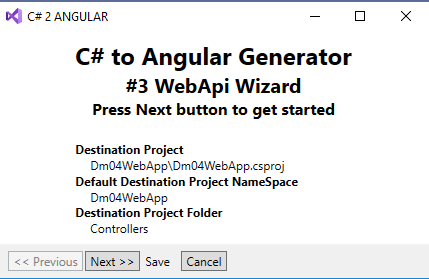 C# 2 ANGULAR
C# to Angular Generator
#3 WebApi Wizard
Press Next button to get started
Destination Project
Dm04WebApp\Dm04WebApp.csproj
Default Destination Project NameSpace
Dm04WebApp
Destination Project Folder
Controllers
<< Previous Next >> Save Cancel